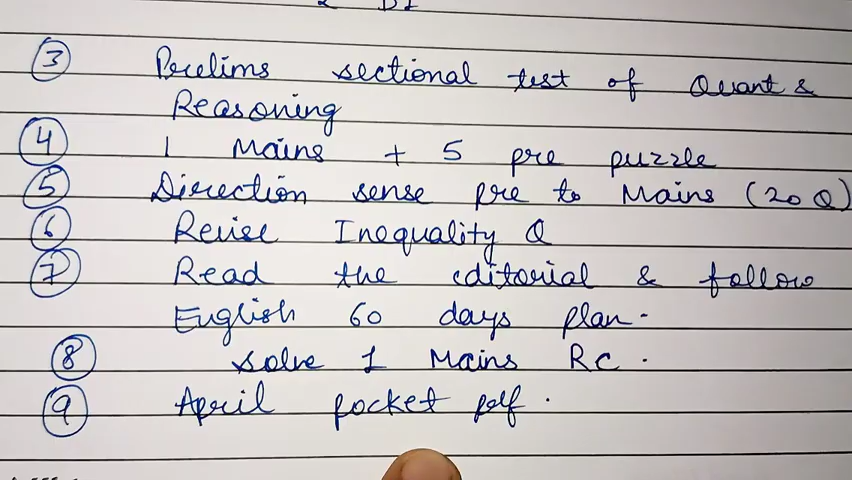 DI
③ Prelims sectional test of Quant &
Reasoning
④ 1 Mains + 5 pre puzzle
⑤ Direction sense pre to Mains (20 Q)
⑥ Revise Inequality Q
⑦ Read the editorial & follow
English 60 days plan.
⑧ solve 1 Mains RC.
⑨ April pocket pdf.